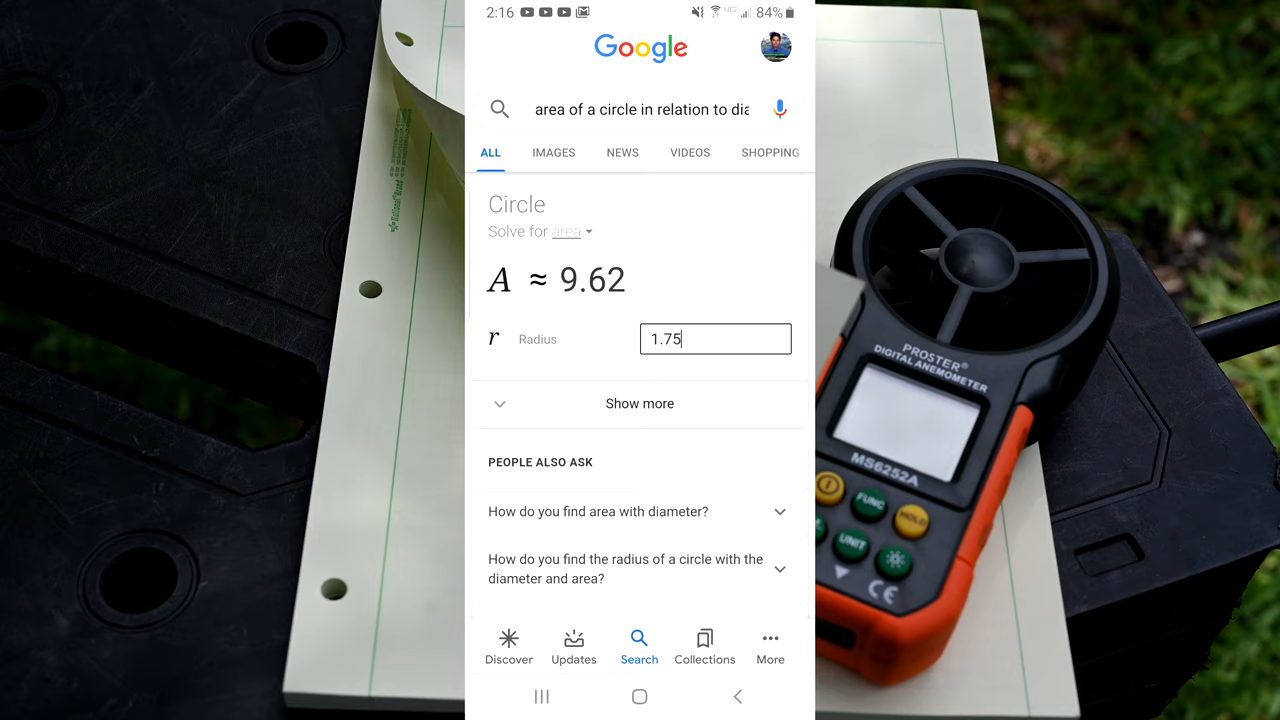 2:16
84%
Google
area of a circle in relation to dia
ALL IMAGES NEWS VIDEOS SHOPPING
Circle
Solve for area
A ≈ 9.62
r Radius 1.75
Show more
PEOPLE ALSO ASK
How do you find area with diameter?
How do you find the radius of a circle with the
diameter and area?
Discover Updates Search Collections More
PROSTER®
DIGITAL ANEMOMETER
MS6252A
FUNC
HOLD
UNIT
CE